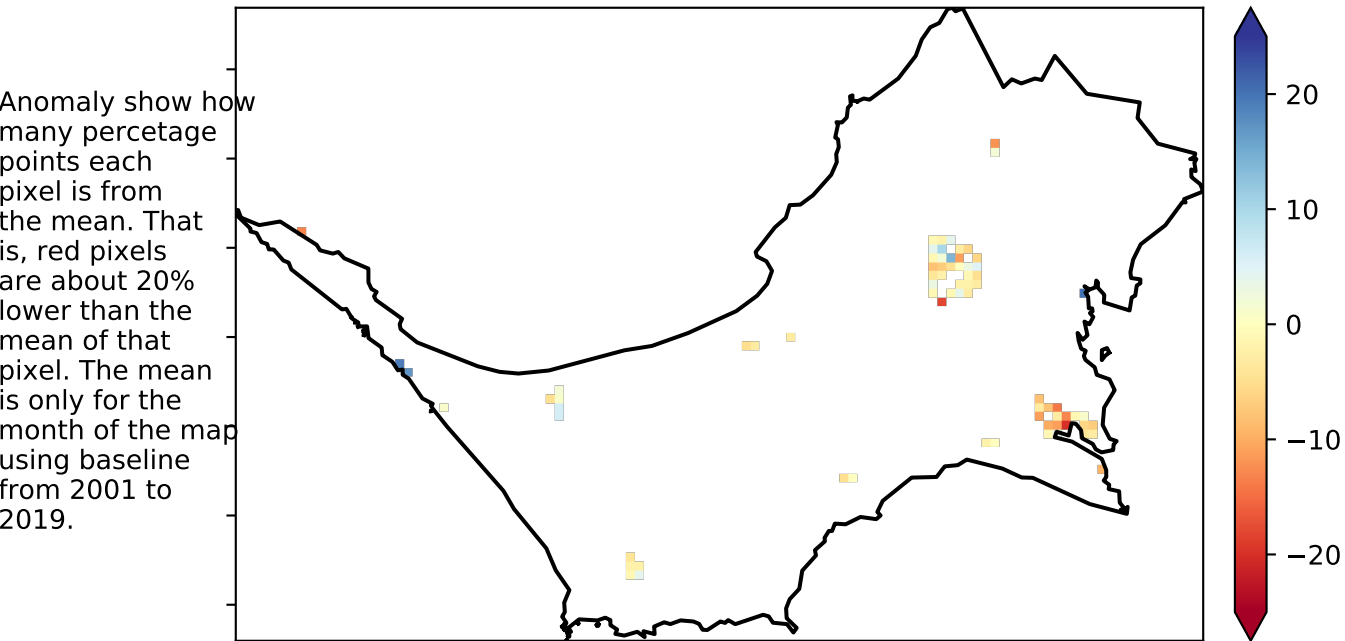 Anomaly show how
many percetage
points each
pixel is from
the mean. That
is, red pixels
are about 20%
lower than the
mean of that
pixel. The mean
is only for the
month of the map
using baseline
from 2001 to
2019.
20
10
0
−10
−20